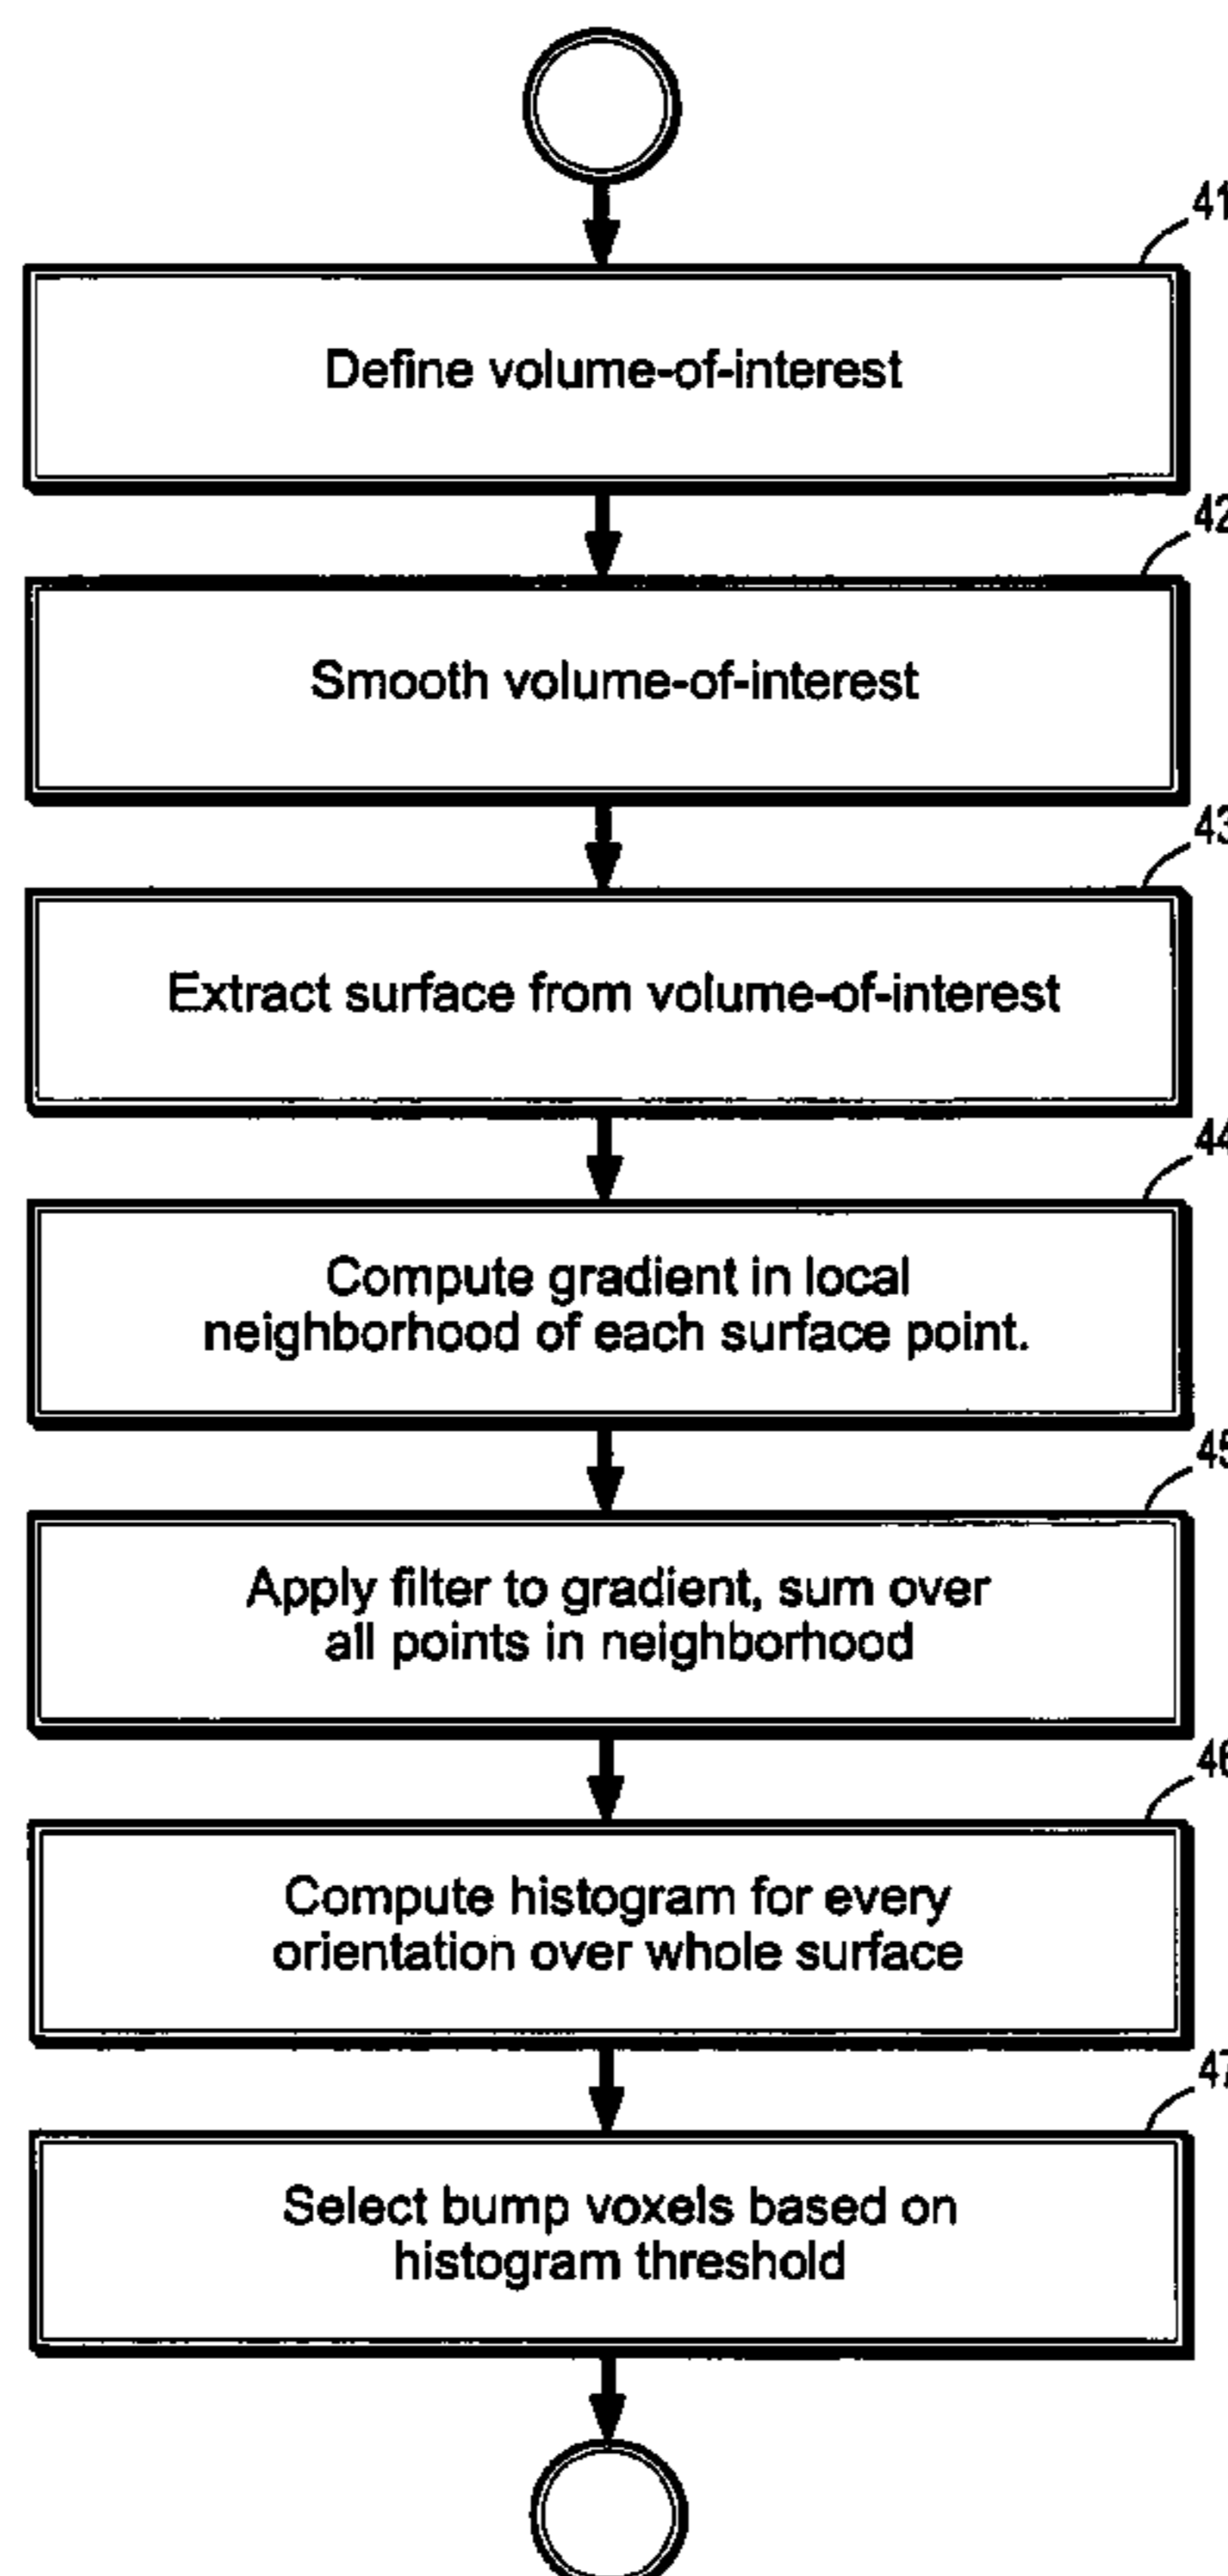 41
Define volume-of-interest
42
Smooth volume-of-interest
43
Extract surface from volume-of-interest
44
Compute gradient in local
neighborhood of each surface point.
45
Apply filter to gradient, sum over
all points in neighborhood
46
Compute histogram for every
orientation over whole surface
47
Select bump voxels based on
histogram threshold